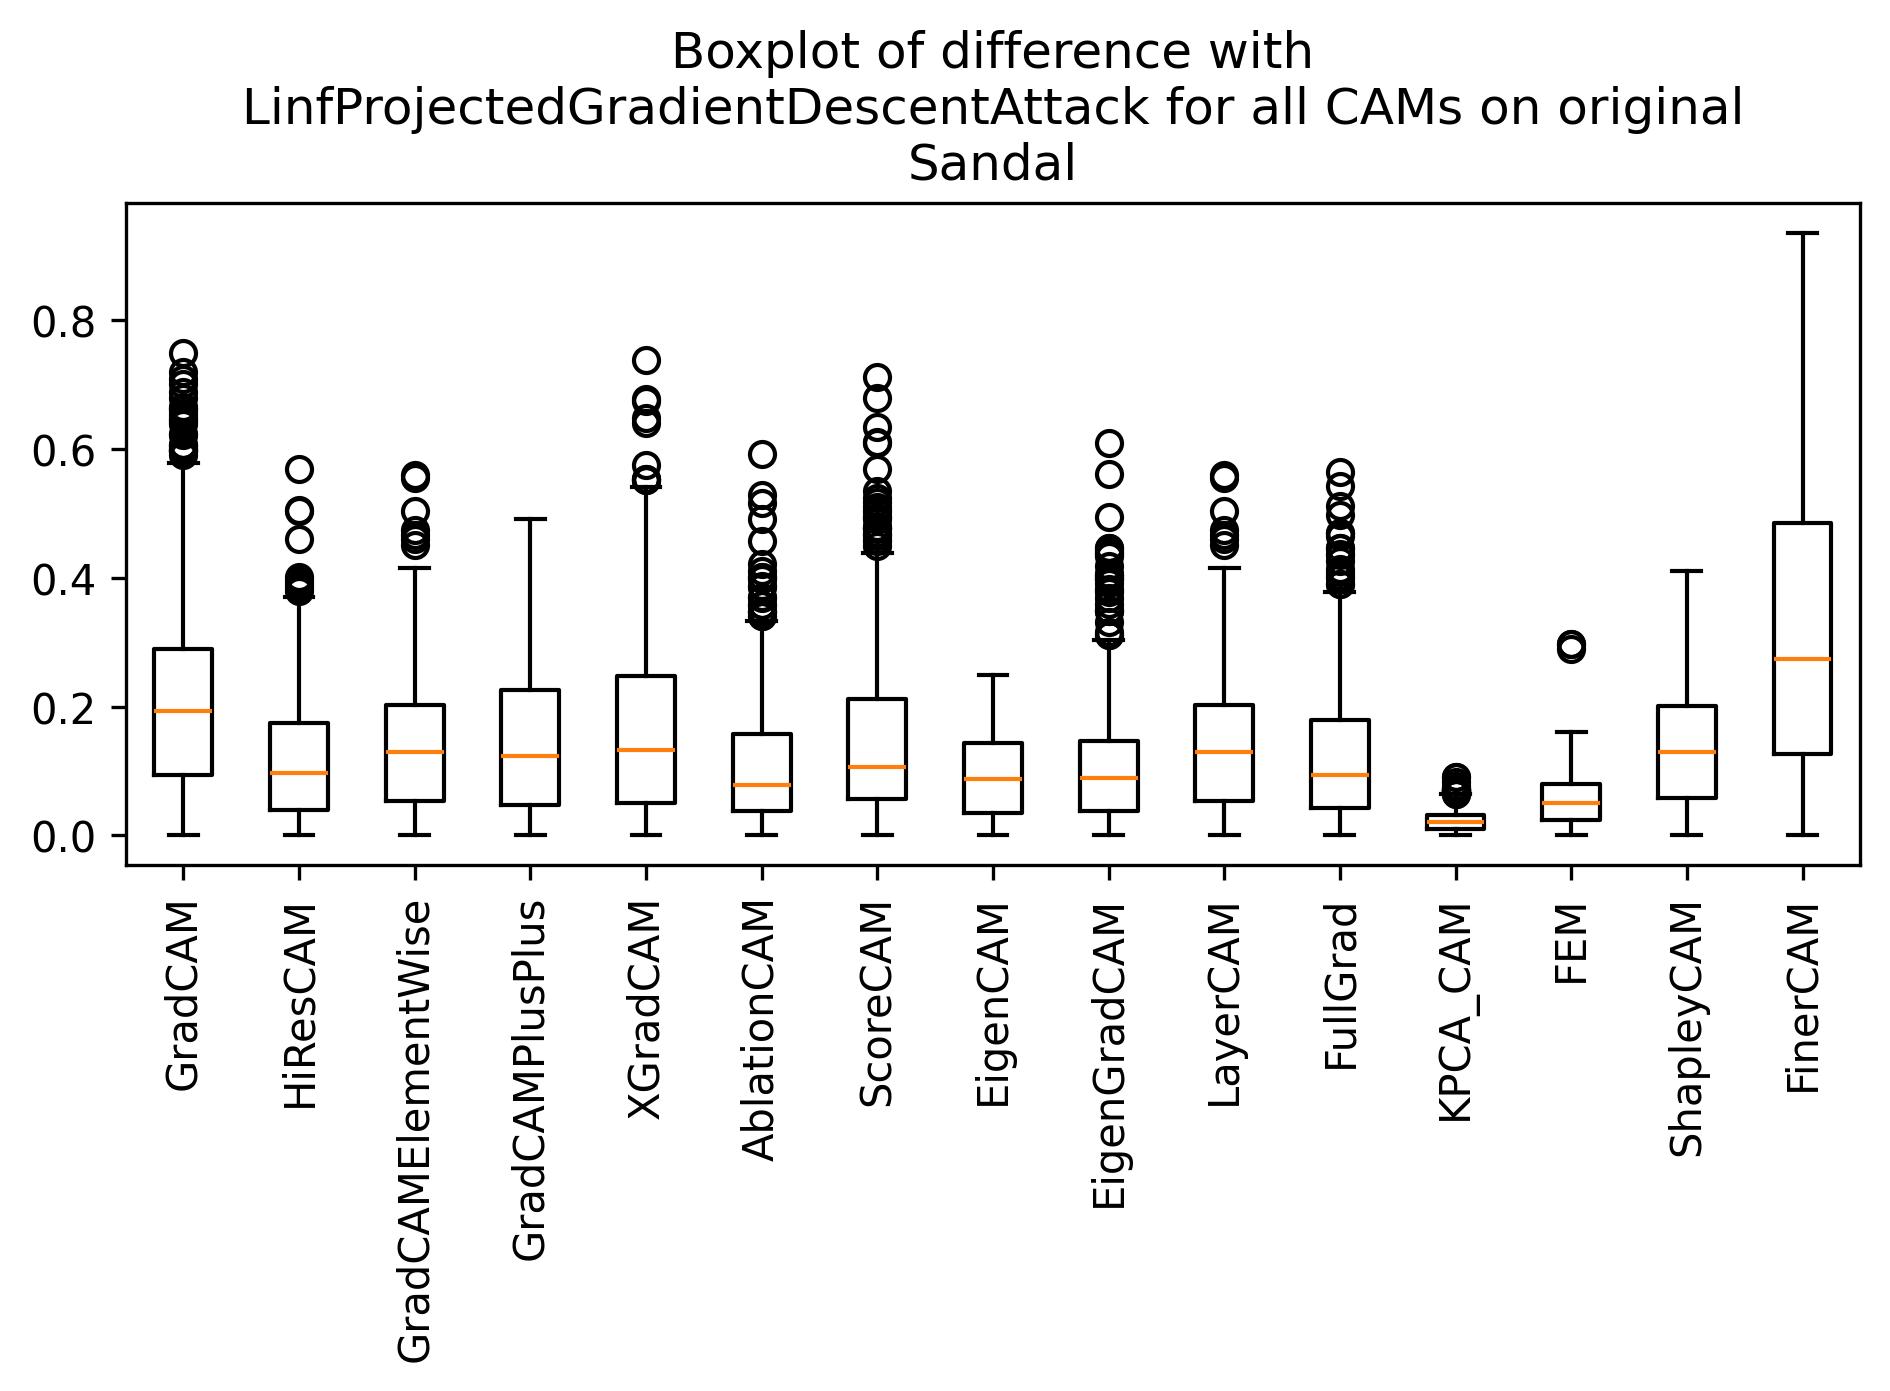 Boxplot of difference with
LinfProjectedGradientDescentAttack for all CAMs on original
Sandal
0.8
0.6
0.4
0.2
0.0
GradCAM
HiResCAM
GradCAMElementWise
GradCAMPlusPlus
XGradCAM
AblationCAM
ScoreCAM
EigenCAM
EigenGradCAM
LayerCAM
FullGrad
KPCA_CAM
FEM
ShapleyCAM
FinerCAM